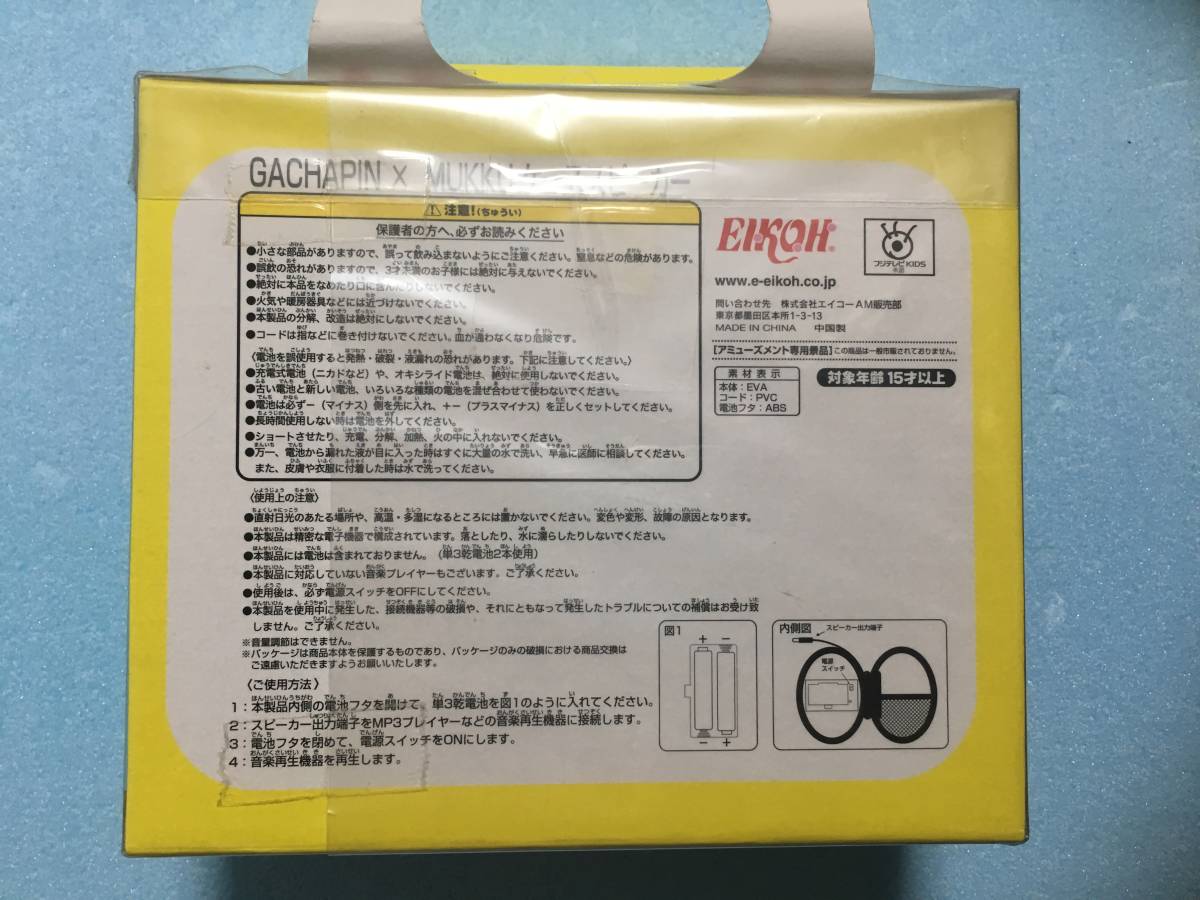 GACHAPIN × MUKKU
注意!(ちゅうい)
保護者の方へ、必ずお読みください
●小さな部品がありますので、誤って飲み込まないようにご注意ください。窒息などの危険があります。
●誤飲の恐れがありますので、3才未満のお子様には絶対に与えないでください。
●絶対に本品をなめたり口に含んだりしないでください。
●火気や暖房器具などには近づけないでください。
●本製品の分解、改造は絶対にしないでください。
●コードは指などに巻き付けないでください。血が通わなくなり危険です。
〈電池を誤使用すると発熱・破裂・液漏れの恐れがあります。下記に注意してください。〉
●充電式電池（ニカドなど）や、オキシライド電池は、絶対に使用しないでください。
●古い電池と新しい電池、いろいろな種類の電池を混ぜ合わせて使わないでください。
●電池は必ずー（マイナス）側を先に入れ、＋ー（プラスマイナス）を正しくセットしてください。
●長時間使用しない時は電池を外してください。
●ショートさせたり、充電、分解、加熱、火の中に入れないでください。
●万一、電池から漏れた液が目に入った時はすぐに大量の水で洗い、早急に医師に相談してください。
また、皮膚や衣服に付着した時は水で洗ってください。
EIKOH
フジテレビKIDS
www.e-eikoh.co.jp
問い合わせ先 株式会社エイコーAM販売部
東京都墨田区本所1-3-13
MADE IN CHINA 中国製
【アミューズメント専用景品】この商品は一般市販されておりません。
素材表示
本体：EVA
コード：PVC
電池フタ：ABS
対象年齢15才以上
〈使用上の注意〉
●直射日光のあたる場所や、高温・多湿になるところには置かないでください。変色や変形、故障の原因となります。
●本製品は精密な電子機器で構成されています。落としたり、水に濡らしたりしないでください。
●本製品には電池は含まれておりません。（単3乾電池2本使用）
●本製品に対応していない音楽プレイヤーもございます。ご了承ください。
●使用後は、必ず電源スイッチをOFFにしてください。
●本製品を使用中に発生した、接続機器等の破損や、それにともなって発生したトラブルについての補償はお受け致
しません。ご了承ください。
※音量調節はできません。
※パッケージは商品本体を保護するものであり、パッケージのみの破損における商品交換は
ご遠慮いただきますようお願いいたします。
〈ご使用方法〉
1：本製品内側の電池フタを開けて、単3乾電池を図1のように入れてください。
2：スピーカー出力端子をMP3プレイヤーなどの音楽再生機器に接続します。
3：電池フタを閉めて、電源スイッチをONにします。
4：音楽再生機器を再生します。
図1
＋ －
－ ＋
内側図
スピーカー出力端子
電源
スイッチ